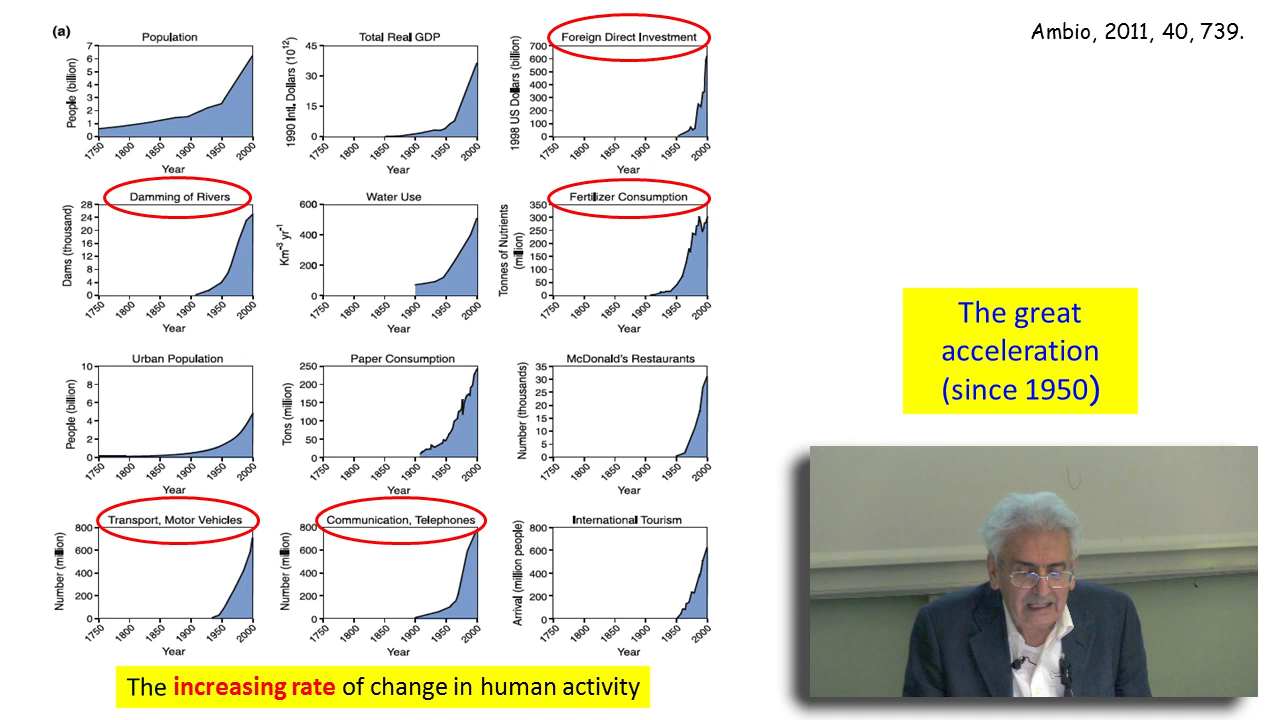 Ambio, 2011, 40, 739.
(a)
Population
People (billion)
7
6
5
4
3
2
1
0
1750 1800 1850 1900 1950 2000
Year
Total Real GDP
1990 Intl. Dollars (10¹²)
45
30
15
0
1750 1800 1850 1900 1950 2000
Year
Foreign Direct Investment
1998 US Dollars (billion)
700
600
500
400
300
200
100
0
1750 1800 1850 1900 1950 2000
Year
Damming of Rivers
Dams (thousand)
28
24
20
16
12
8
4
0
1750 1800 1850 1900 1950 2000
Year
Water Use
Km⁻³ yr⁻¹
600
400
200
0
1750 1800 1850 1900 1950 2000
Year
Fertilizer Consumption
Tonnes of Nutrients
(million)
350
300
250
200
150
100
50
0
1750 1800 1850 1900 1950 2000
Year
The great
acceleration
(since 1950)
Urban Population
People (billion)
10
8
6
4
2
0
1750 1800 1850 1900 1950 2000
Year
Paper Consumption
Tons (million)
250
200
150
100
50
0
1750 1800 1850 1900 1950 2000
Year
McDonald's Restaurants
Number (thousands)
35
30
25
20
15
10
5
0
1750 1800 1850 1900 1950 2000
Year
Transport, Motor Vehicles
Number (million)
800
600
400
200
0
1750 1800 1850 1900 1950 2000
Year
Communication, Telephones
Number (million)
800
600
400
200
0
1750 1800 1850 1900 1950 2000
Year
International Tourism
Arrival (million people)
800
600
400
200
0
1750 1800 1850 1900 1950 2000
Year
The increasing rate of change in human activity